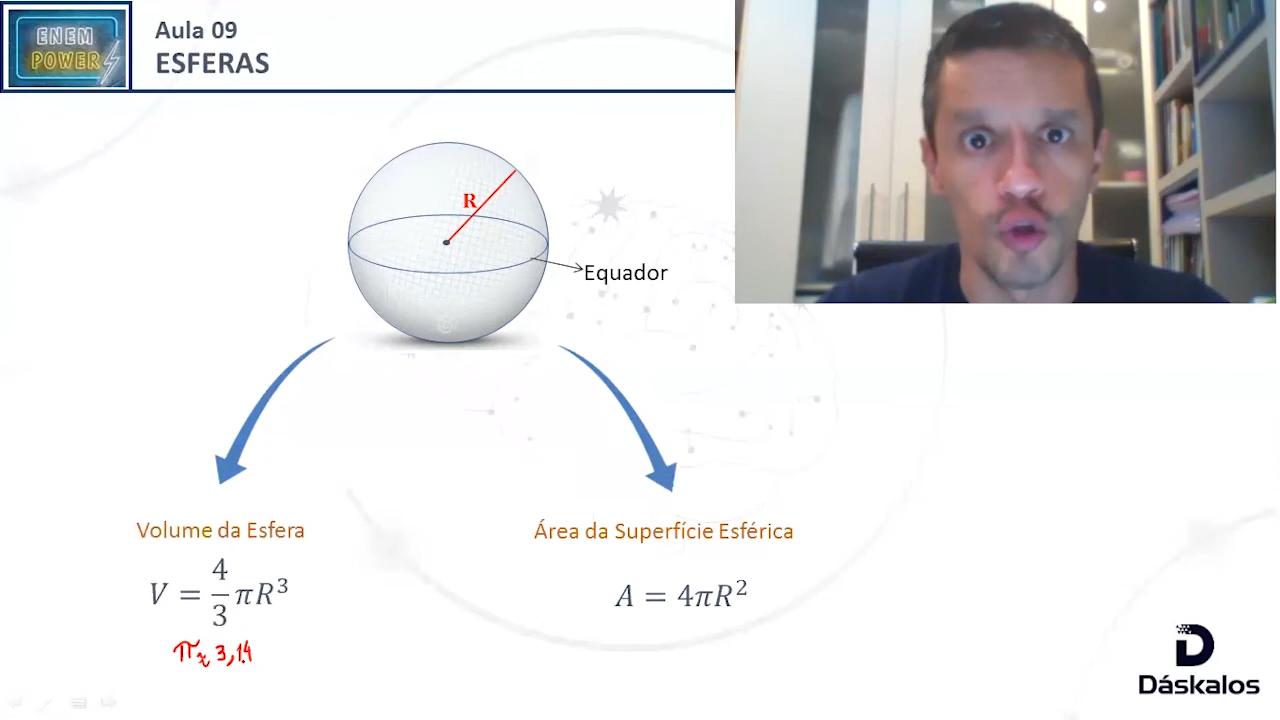 ENEM
POWER
Aula 09
ESFERAS
R
Equador
Volume da Esfera
V = 4/3 πR³
π ≈ 3,14
Área da Superfície Esférica
A = 4πR²
Dáskalos